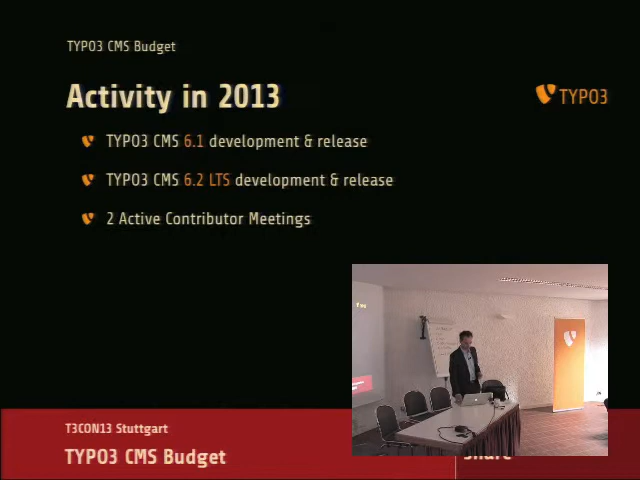 TYPO3 CMS Budget
Activity in 2013
TYPO3
TYPO3 CMS 6.1 development & release
TYPO3 CMS 6.2 LTS development & release
2 Active Contributor Meetings
T3CON13 Stuttgart
TYPO3 CMS Budget
share